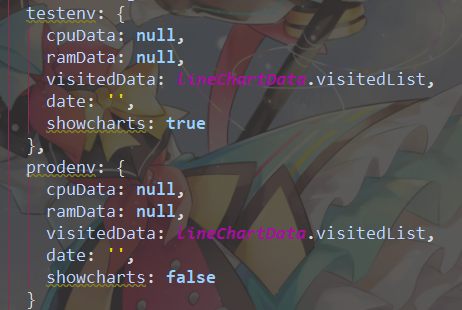 testenv: {
cpuData: null,
ramData: null,
visitedData: lineChartData.visitedList,
date: '',
showcharts: true
},
prodenv: {
cpuData: null,
ramData: null,
visitedData: lineChartData.visitedList,
date: '',
showcharts: false
}